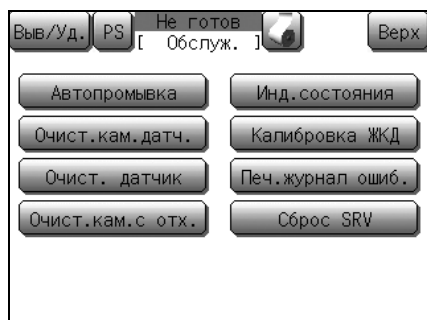 Выв/Уд. PS Не готов Верх
[ Обслуж. ]
Автопромывка Инд.состояния
Очист.кам.датч. Калибровка ЖКД
Очист. датчик Печ.журнал ошиб.
Очист.кам.с отх. Сброс SRV